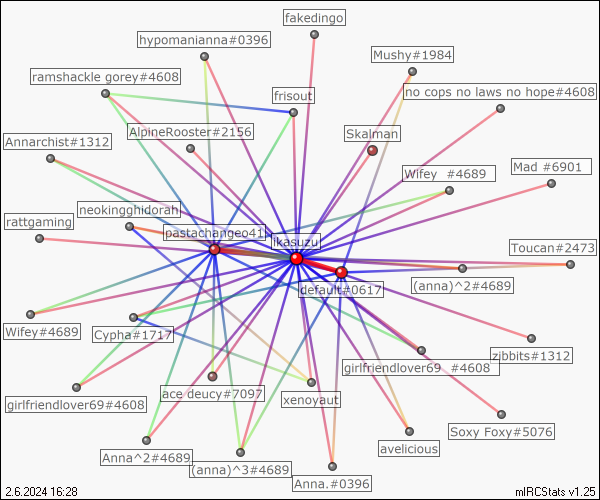 fakedingo
hypomanianna#0396
Mushy#1984
ramshackle gorey#4608
no cops no laws no hope#4608
frisout
AlpineRooster#2156
Skalman
Annarchist#1312
Wifey #4689
Mad #6901
neokingghidorah
rattgaming
pastachangeo41
ikasuzu
Toucan#2473
(anna)^2#4689
default#0617
Wifey#4689
Cypha#1717
zibbits#1312
girlfriendlover69 #4608
ace deucy#7097
xenoyaut
girlfriendlover69#4608
Soxy Foxy#5076
avelicious
Anna^2#4689
(anna)^3#4689
Anna.#0396
2.6.2024 16:28
mIRCStats v1.25